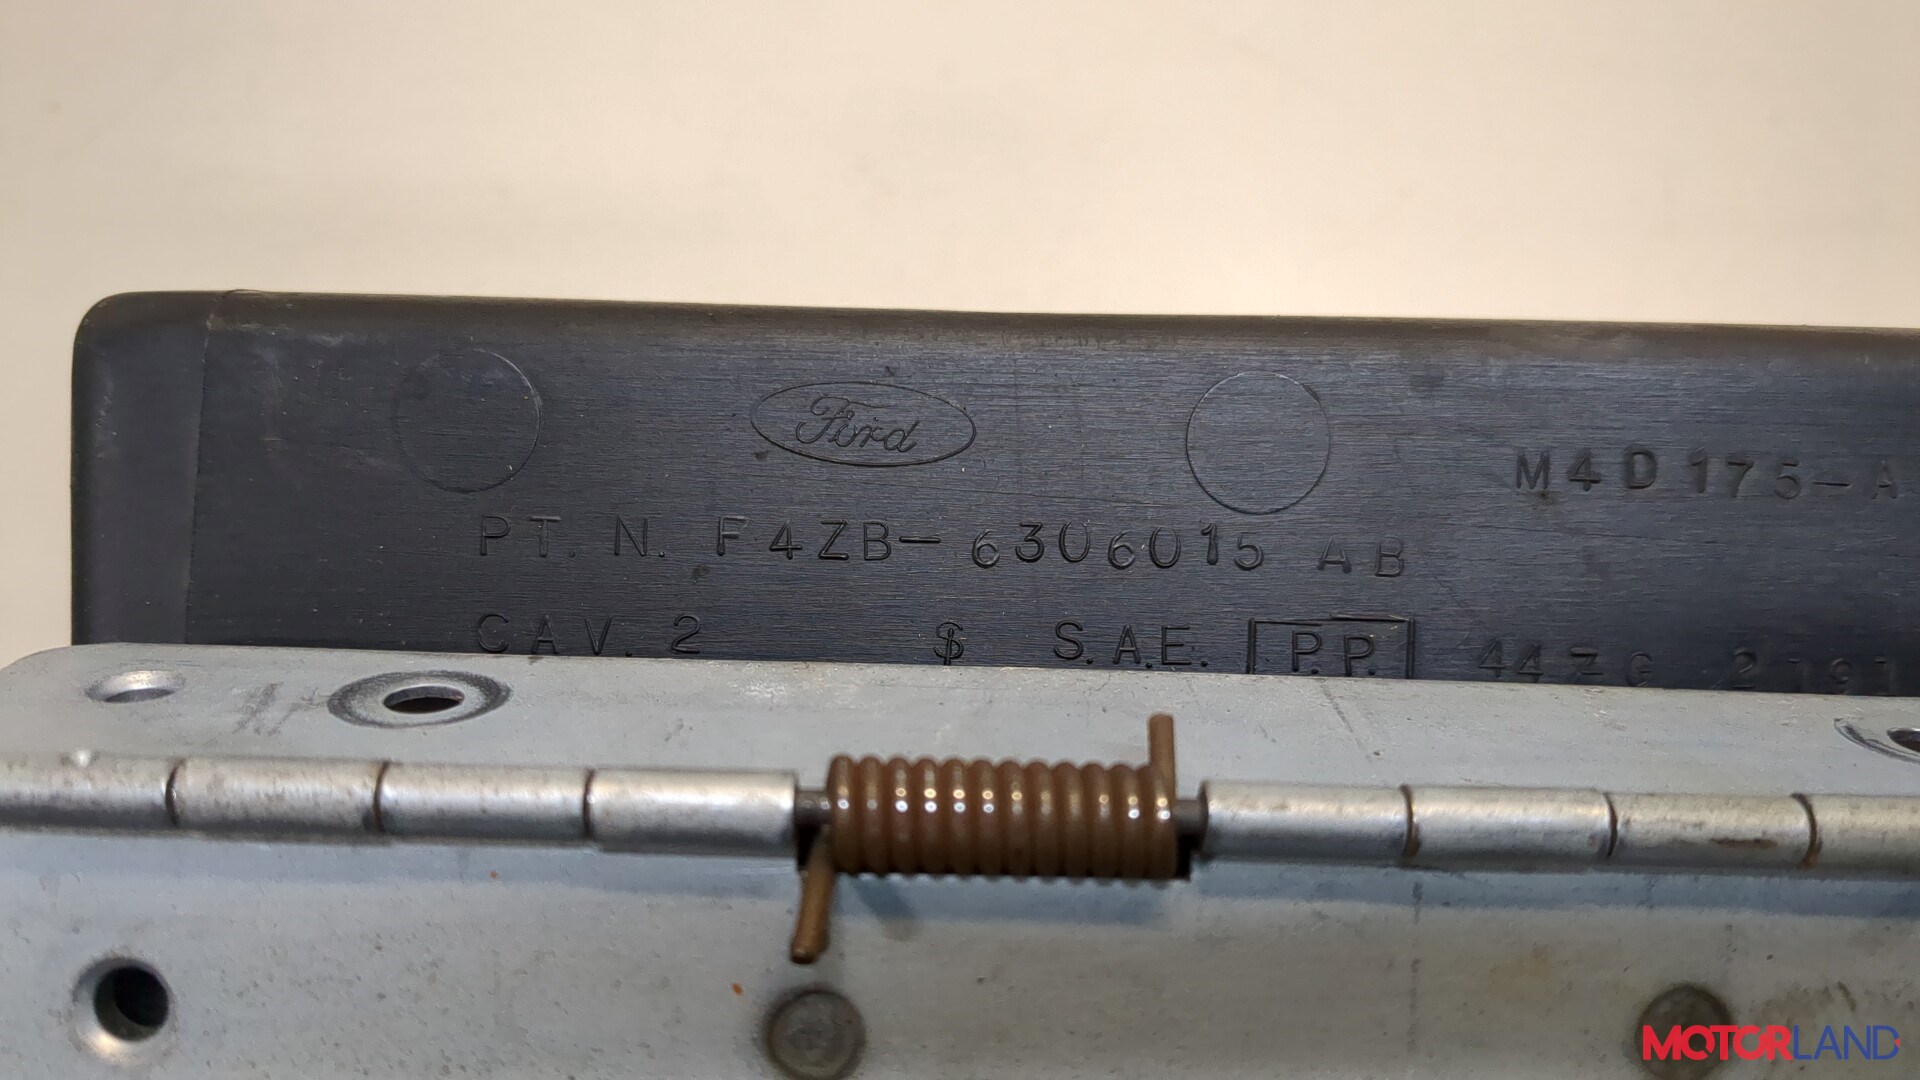 Ford
M4D175-A
PT. N. F4ZB-6306015 AB
CAV. 2 $ S.A.E. P.P.
MOTORLAND